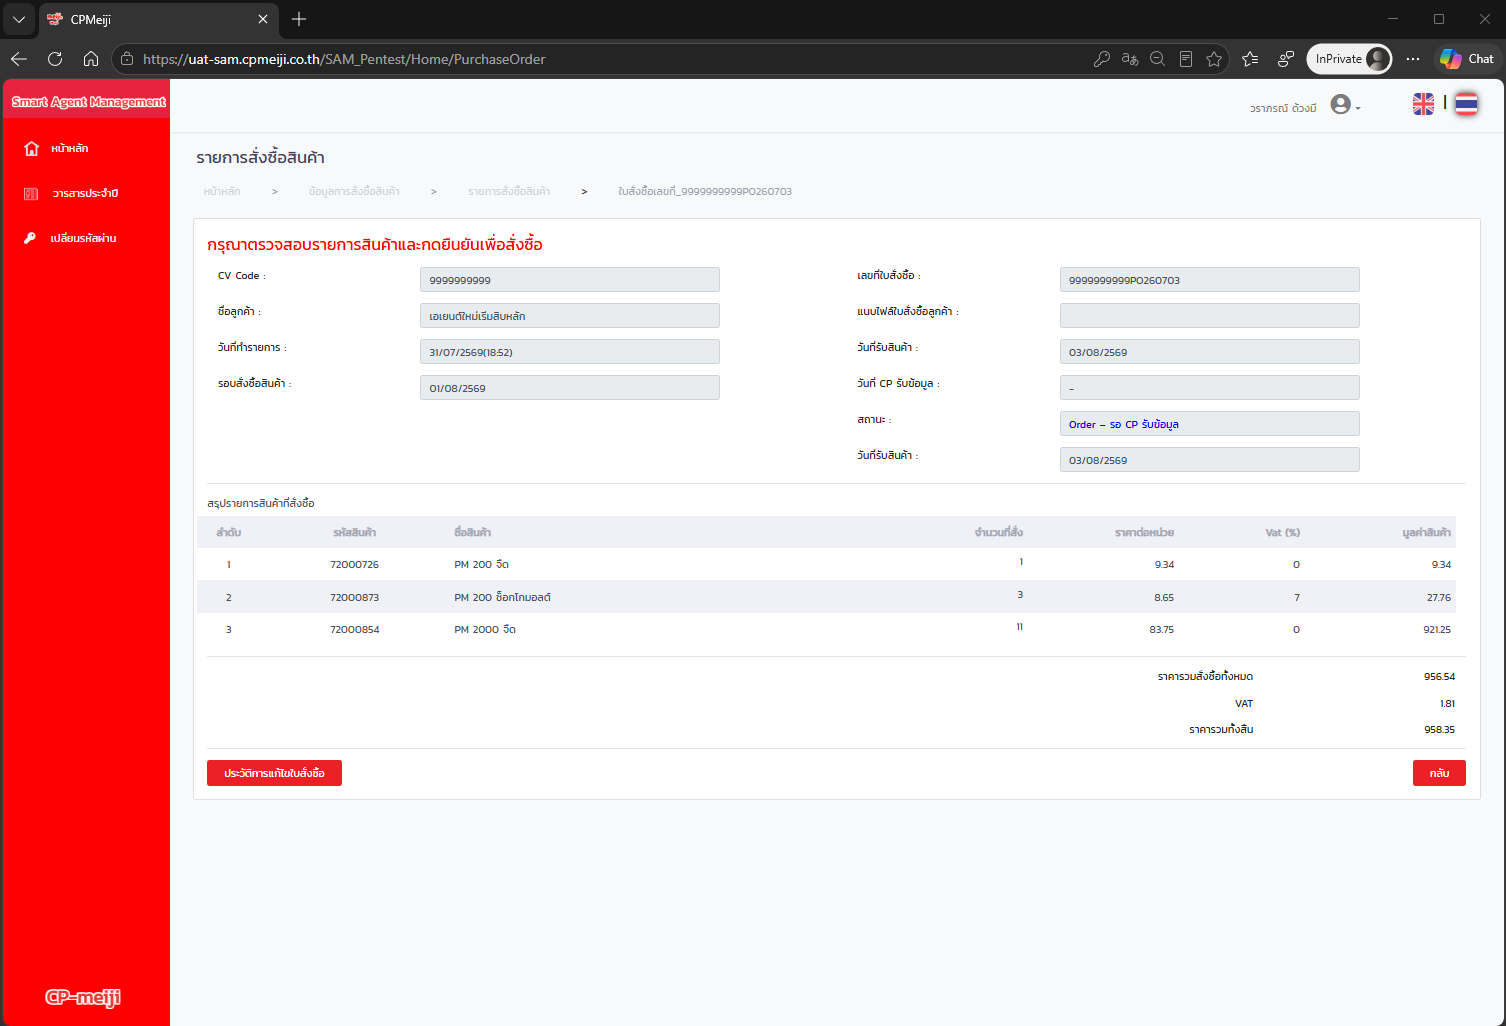 CPMeiji
https://uat-sam.cpmeiji.co.th/SAM_Pentest/Home/PurchaseOrder
InPrivate
Chat
Smart Agent Management
วราภรณ์ ด้วงมี
หน้าหลัก
วารสารประจำปี
เปลี่ยนรหัสผ่าน
รายการสั่งซื้อสินค้า
หน้าหลัก > ข้อมูลการสั่งซื้อสินค้า > รายการสั่งซื้อสินค้า > ใบสั่งซื้อเลขที่_9999999999PO260703
กรุณาตรวจสอบรายการสินค้าและกดยืนยันเพื่อสั่งซื้อ
CV Code : 9999999999 เลขที่ใบสั่งซื้อ : 9999999999PO260703
ชื่อลูกค้า : เอเยนต์ใหม่เริ่มสิบหลัก แนบไฟล์ใบสั่งซื้อลูกค้า :
วันที่ทำรายการ : 31/07/2569(18:52) วันที่รับสินค้า : 03/08/2569
รอบสั่งซื้อสินค้า : 01/08/2569 วันที่ CP รับข้อมูล : -
สถานะ : Order - รอ CP รับข้อมูล
วันที่รับสินค้า : 03/08/2569
สรุปรายการสินค้าที่สั่งซื้อ
ลำดับ รหัสสินค้า ชื่อสินค้า จำนวนที่สั่ง ราคาต่อหน่วย Vat (%) มูลค่าสินค้า
1 72000726 PM 200 จืด 1 9.34 0 9.34
2 72000873 PM 200 ช็อกโกมอลต์ 3 8.65 7 27.76
3 72000854 PM 2000 จืด 11 83.75 0 921.25
ราคารวมสั่งซื้อทั้งหมด 956.54
VAT 1.81
ราคารวมทั้งสิ้น 958.35
ประวัติการแก้ไขใบสั่งซื้อ กลับ
CP-meiji